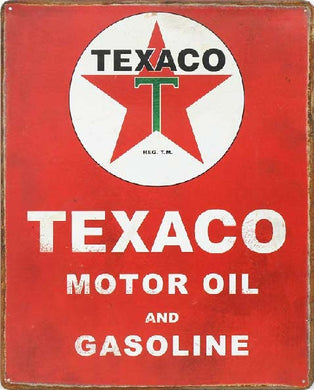 TEXACO
T
REG. T.M.
TEXACO
MOTOR OIL
AND
GASOLINE